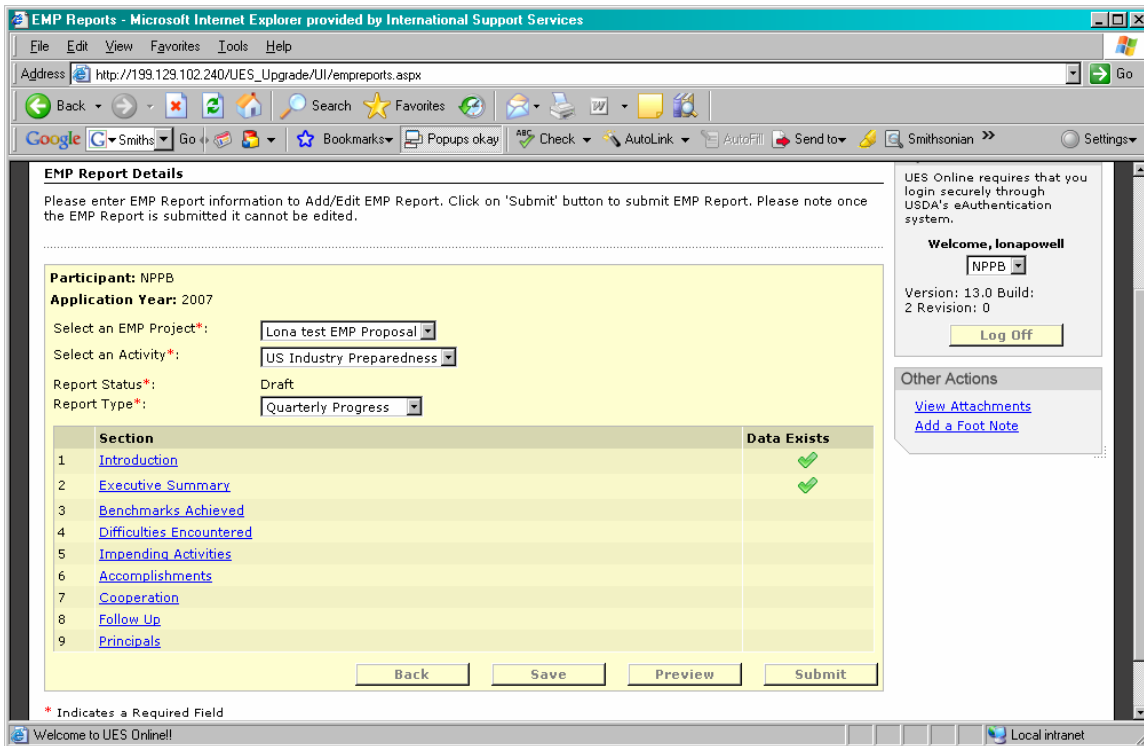 EMP Reports - Microsoft Internet Explorer provided by International Support Services
File Edit View Favorites Tools Help
Address http://199.129.102.240/UES_Upgrade/UI/empreports.aspx Go
Back Search Favorites
Google G Smiths Go Bookmarks Popups okay ABC Check AutoLink AutoFill Send to Smithsonian >> Settings
EMP Report Details
Please enter EMP Report information to Add/Edit EMP Report. Click on 'Submit' button to submit EMP Report. Please note once
the EMP Report is submitted it cannot be edited.
Participant: NPPB
Application Year: 2007
Select an EMP Project*: Lona test EMP Proposal
Select an Activity*: US Industry Preparedness
Report Status*: Draft
Report Type*: Quarterly Progress
Section Data Exists
1 Introduction
2 Executive Summary
3 Benchmarks Achieved
4 Difficulties Encountered
5 Impending Activities
6 Accomplishments
7 Cooperation
8 Follow Up
9 Principals
Back Save Preview Submit
* Indicates a Required Field
UES Online requires that you
login securely through
USDA's eAuthentication
system.
Welcome, lonapowell
NPPB
Version: 13.0 Build:
2 Revision: 0
Log Off
Other Actions
View Attachments
Add a Foot Note
Welcome to UES Online!! Local intranet